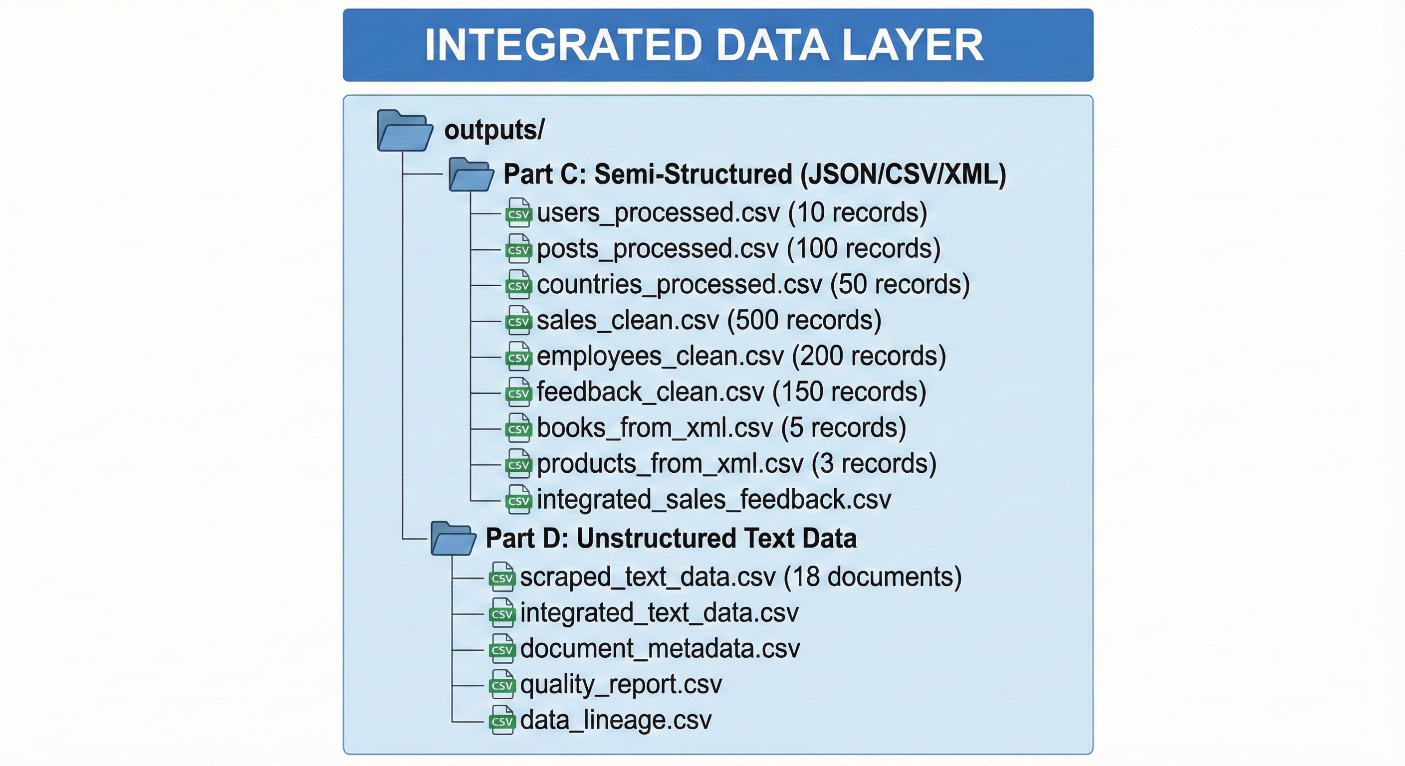 INTEGRATED DATA LAYER
outputs/
Part C: Semi-Structured (JSON/CSV/XML)
CSV users_processed.csv (10 records)
CSV posts_processed.csv (100 records)
CSV countries_processed.csv (50 records)
CSV sales_clean.csv (500 records)
CSV employees_clean.csv (200 records)
CSV feedback_clean.csv (150 records)
CSV books_from_xml.csv (5 records)
CSV products_from_xml.csv (3 records)
CSV integrated_sales_feedback.csv
Part D: Unstructured Text Data
CSV scraped_text_data.csv (18 documents)
CSV integrated_text_data.csv
CSV document_metadata.csv
CSV quality_report.csv
CSV data_lineage.csv